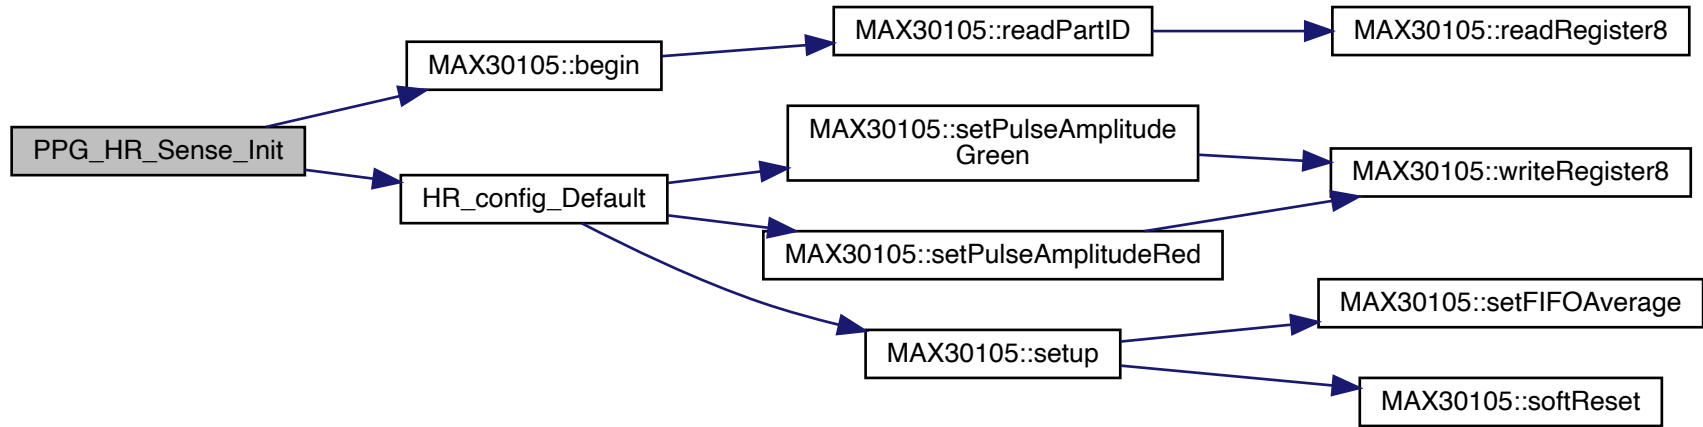 PPG_HR_Sense_Init
MAX30105::begin
HR_config_Default
MAX30105::readPartID
MAX30105::setPulseAmplitude
Green
MAX30105::setPulseAmplitudeRed
MAX30105::setup
MAX30105::readRegister8
MAX30105::writeRegister8
MAX30105::setFIFOAverage
MAX30105::softReset